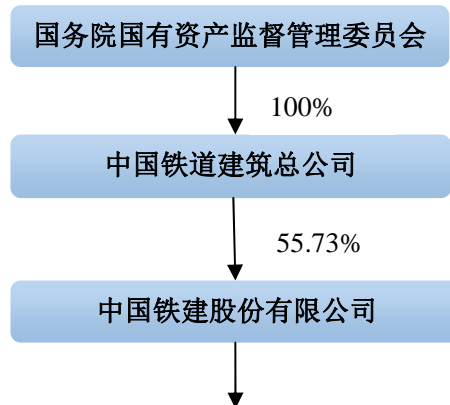 国务院国有资产监督管理委员会
100%
中国铁道建筑总公司
55.73%
中国铁建股份有限公司